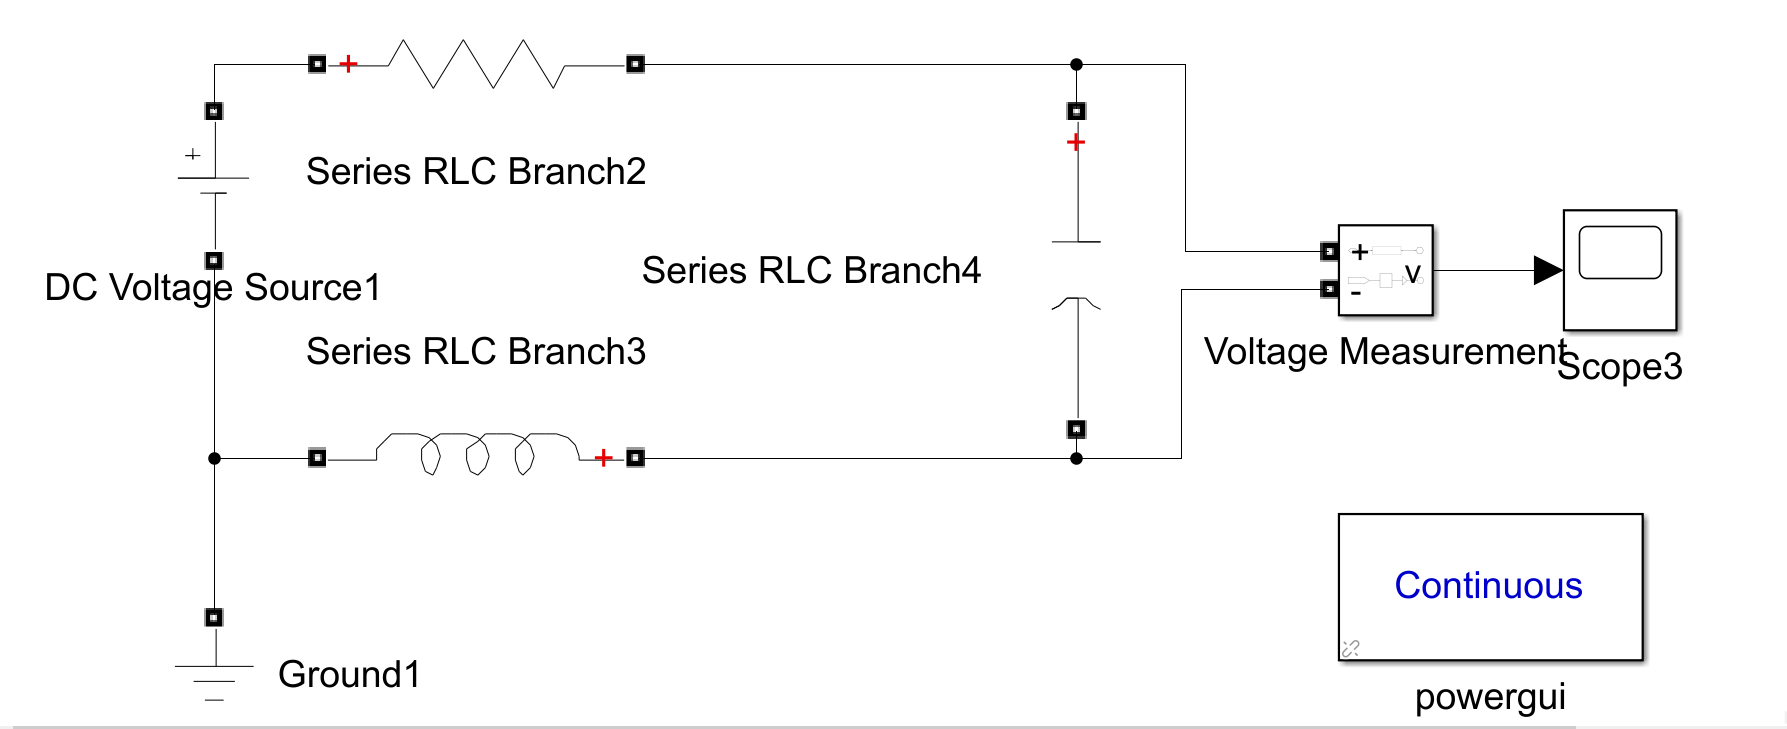 Series RLC Branch2
+
DC Voltage Source1
Series RLC Branch4
Series RLC Branch3
+
-
v
Voltage Measurement
Scope3
Continuous
powergui
Ground1